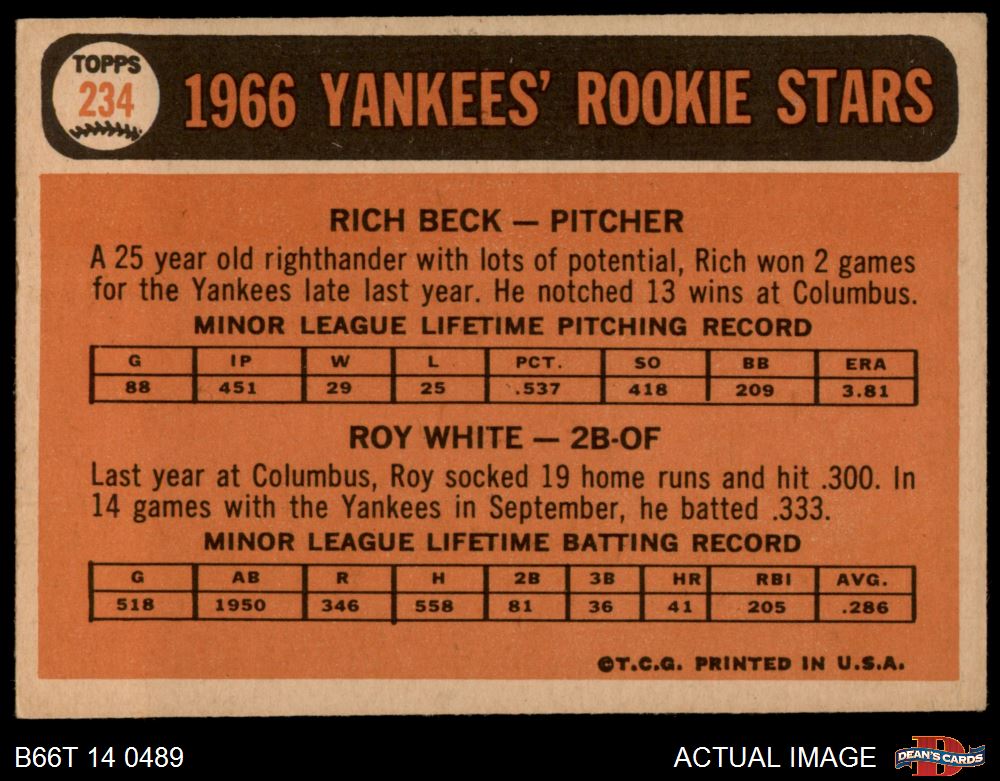 TOPPS
234
1966 YANKEES' ROOKIE STARS
RICH BECK — PITCHER
A 25 year old righthander with lots of potential, Rich won 2 games
for the Yankees late last year. He notched 13 wins at Columbus.
MINOR LEAGUE LIFETIME PITCHING RECORD
G IP W L PCT. SO BB ERA
88 451 29 25 .537 418 209 3.81
ROY WHITE — 2B-OF
Last year at Columbus, Roy socked 19 home runs and hit .300. In
14 games with the Yankees in September, he batted .333.
MINOR LEAGUE LIFETIME BATTING RECORD
G AB R H 2B 3B HR RBI AVG.
518 1950 346 558 81 36 41 205 .286
©T.C.G. PRINTED IN U.S.A.
B66T 14 0489
ACTUAL IMAGE
D
DEAN'S CARDS